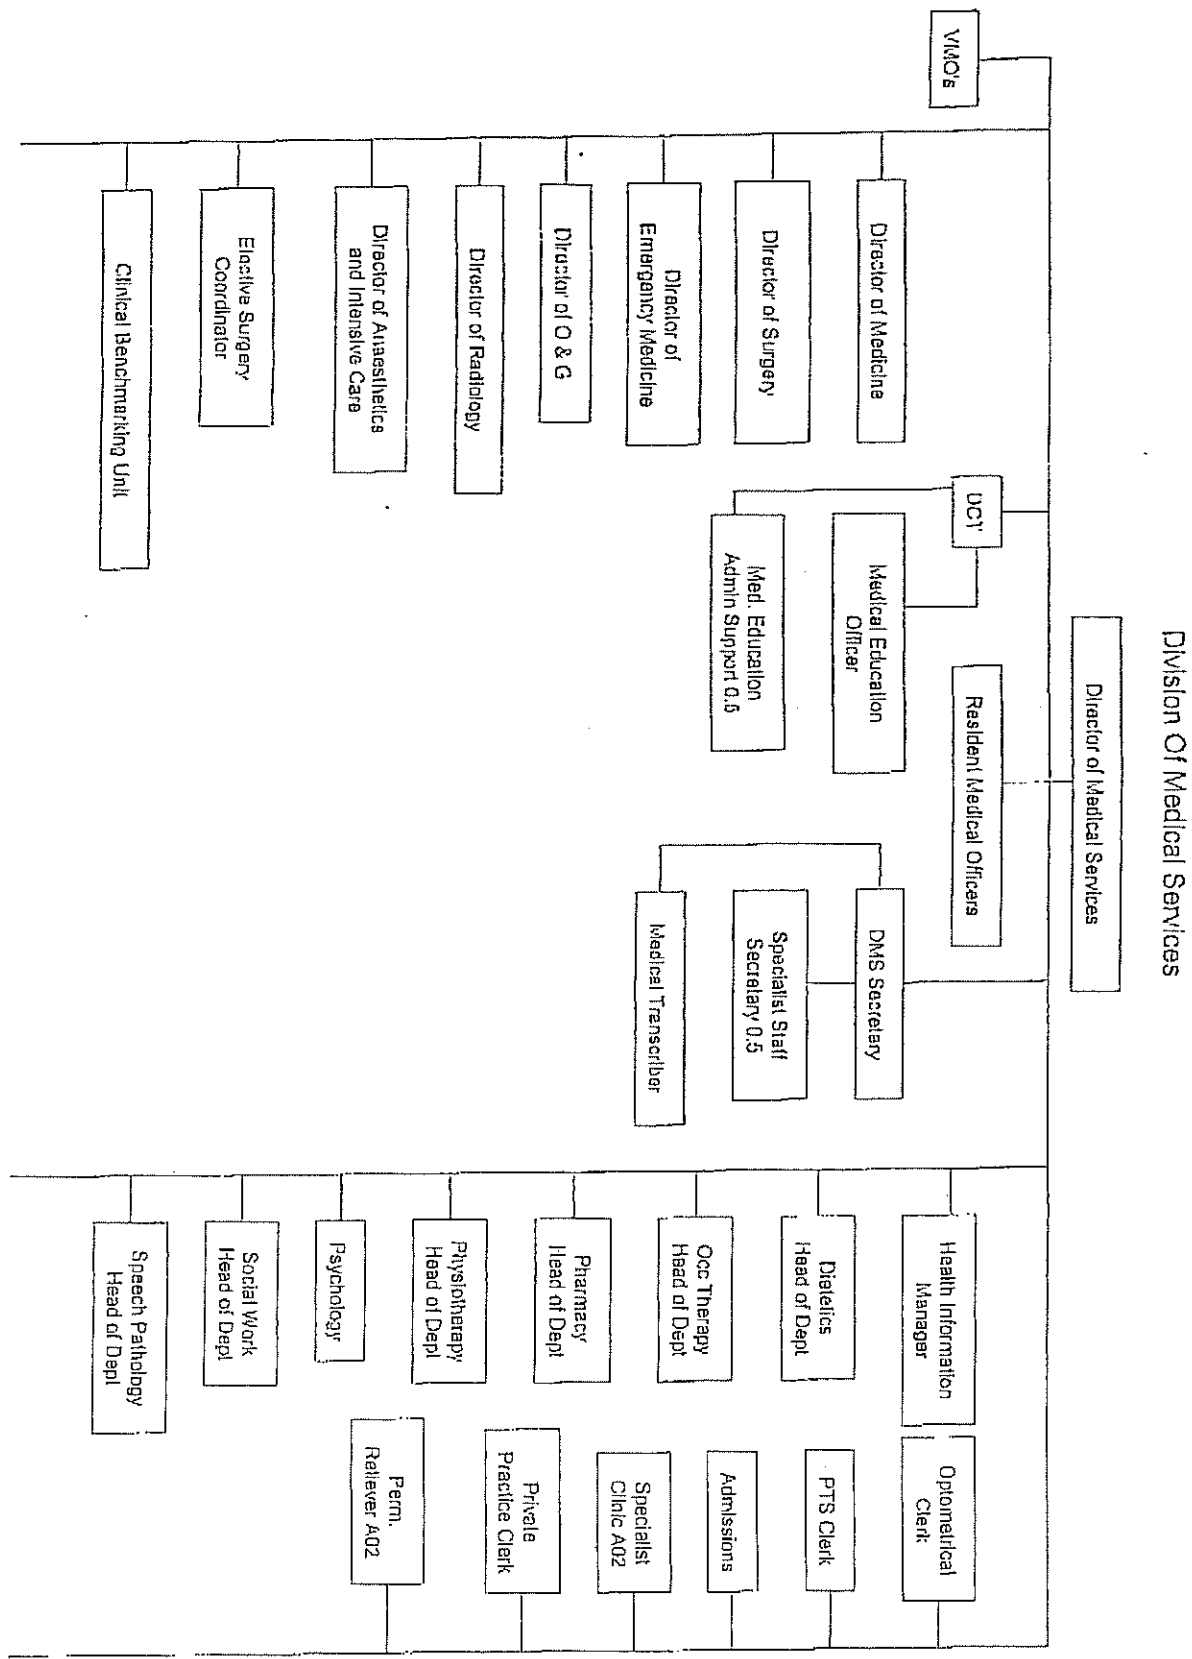 Division Of Medical Services
Director of Medical Services
VMO's
Resident Medical Officers
Director of Medicine
Director of Surgery
Director of
Emergancy Medicine
Director of O & G
Director of Radiology
Director of Anaesthetics
and Intensive Care
Elective Surgery
Coordinator
Clinical Benchmarking Unit
Medical Education
Officer
Med. Education
Admin Support 0.5
DMS Secretary
Specialist Staff
Secretary 0.5
Medical Transcriber
Health Information
Manager
Dietetics
Head of Dept
Occ Therapy
Head of Dept
Pharmacy
Head of Dept
Physiotherapy
Head of Dept
Psychology
Social Work
Head of Dept
Speech Pathology
Head of Dept
Optometrical
Clerk
PTS Clerk
Admissions
Specialist
Clinic A02
Private
Practice Clerk
Perm.
Reliever A02